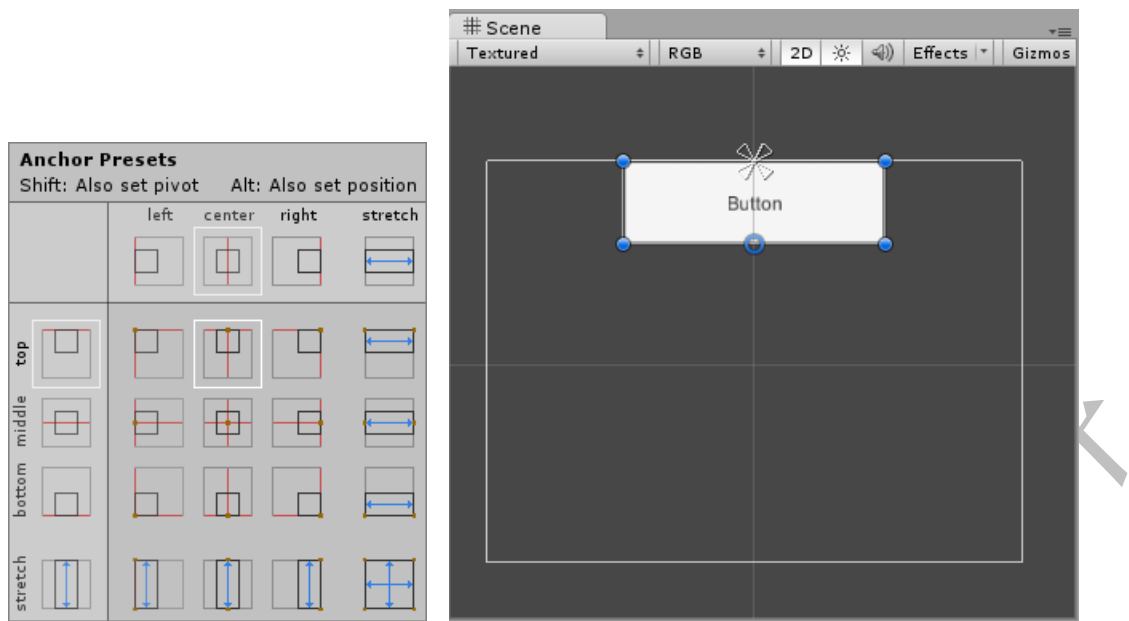 Anchor Presets
Shift: Also set pivot Alt: Also set position
left center right stretch
top
middle
bottom
stretch
Scene
Textured RGB 2D Effects Gizmos
Button